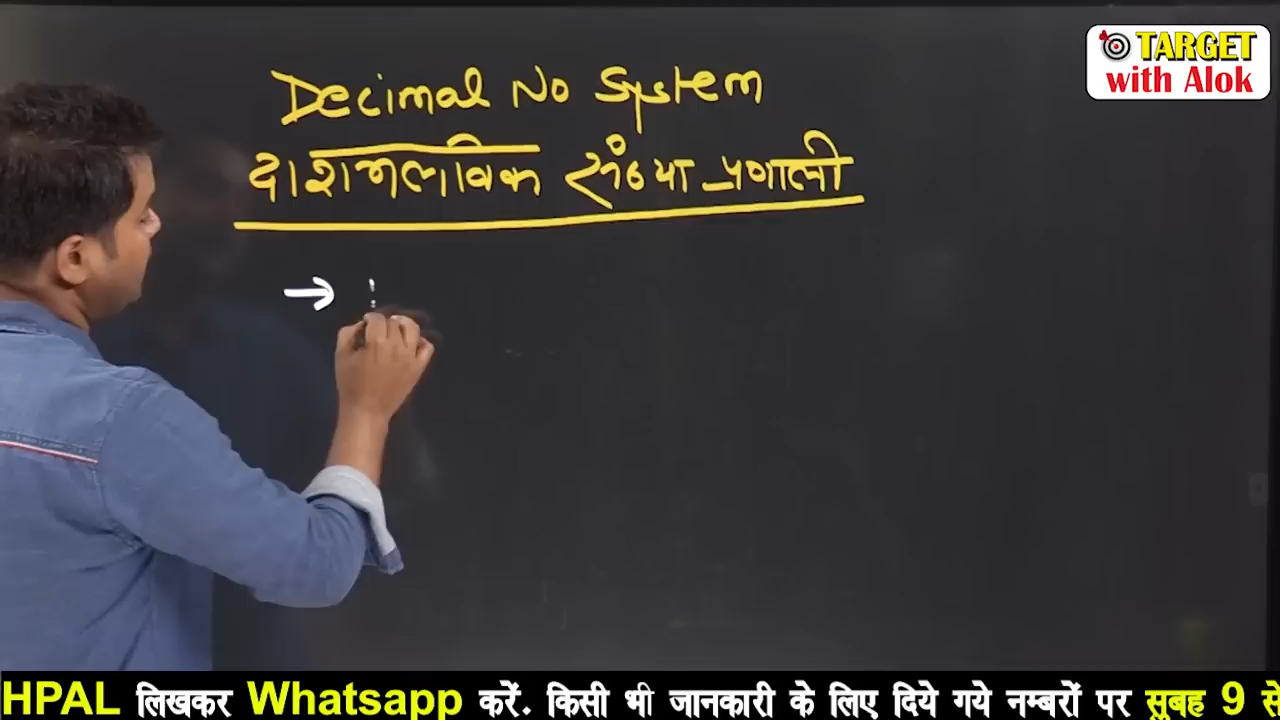 TARGET
with Alok
Decimal No System
दाशमलविक संख्या प्रणाली
HPAL लिखकर Whatsapp करें. किसी भी जानकारी के लिए दिये गये नम्बरों पर सुबह 9 से